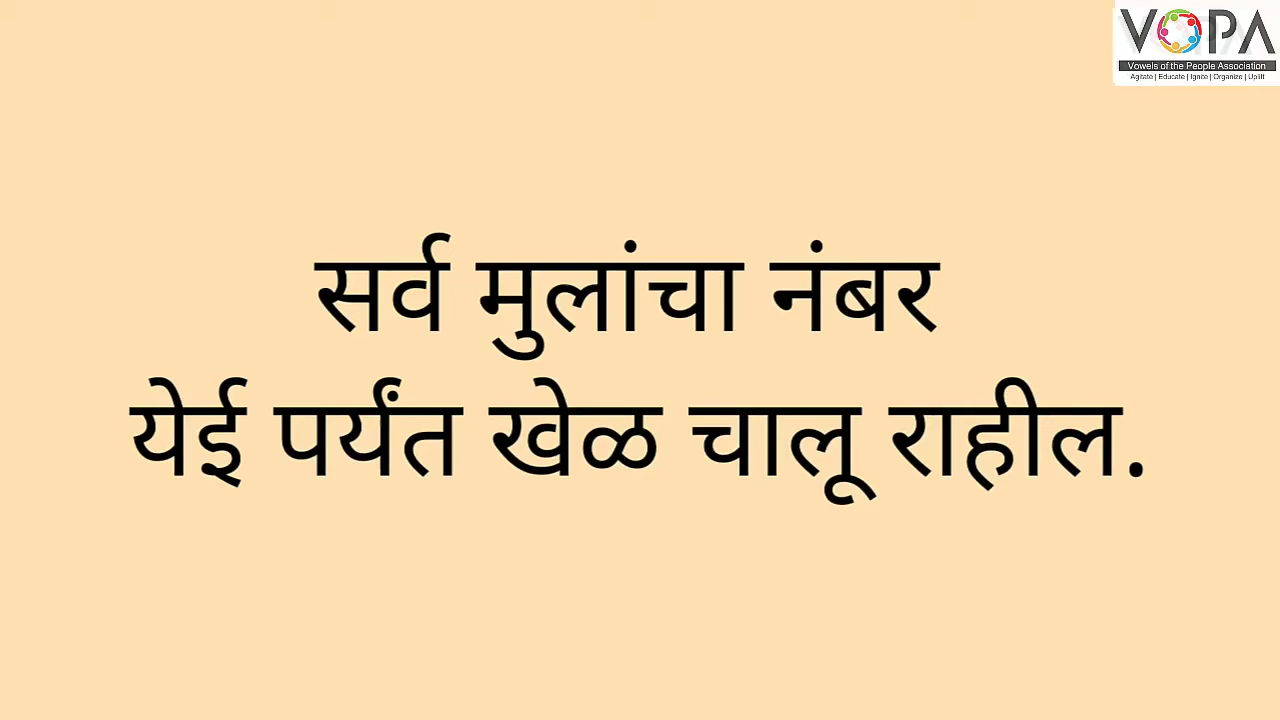 VOPA
Vowels of the People Association
Agitate | Educate | Ignite | Organize | Uplift
सर्व मुलांचा नंबर
येई पर्यंत खेळ चालू राहील.